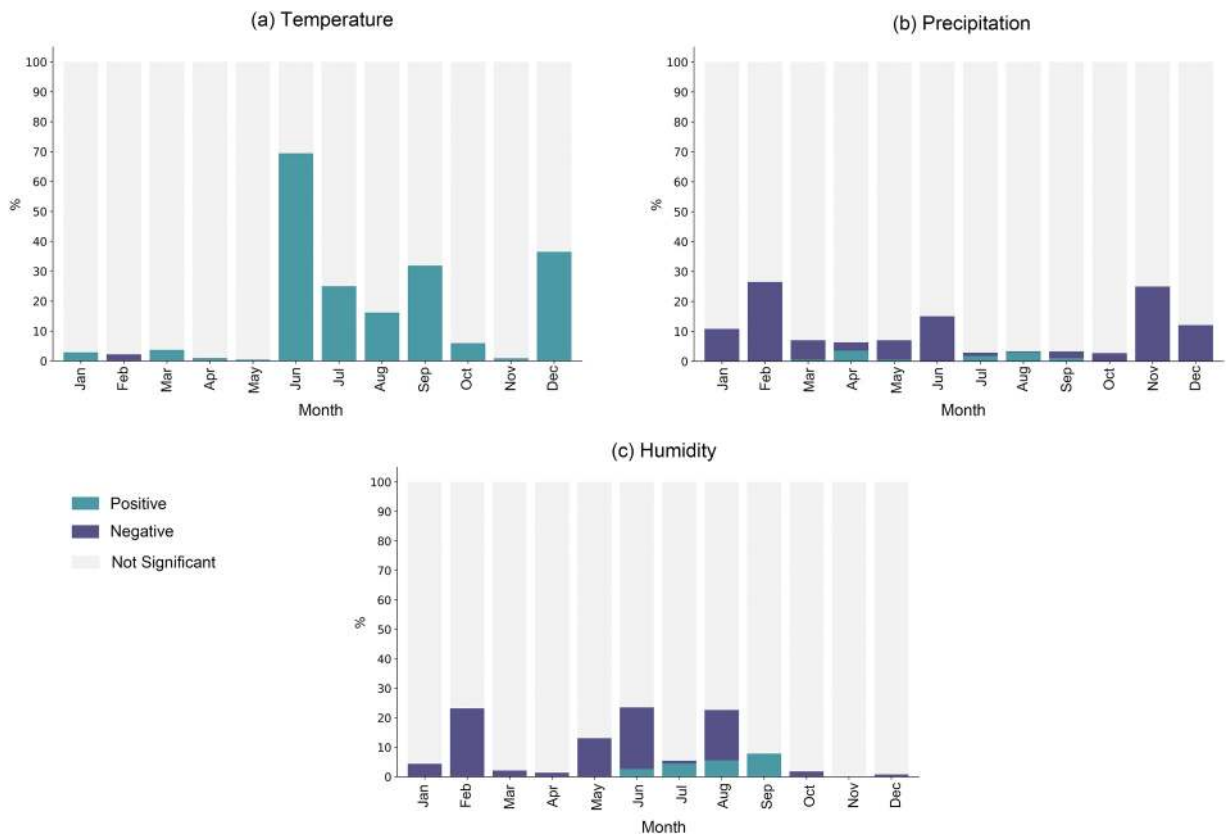 (a) Temperature
100
90
80
70
60
50
40
30
20
10
0
%
Jan
Feb
Mar
Apr
May
Jun
Jul
Aug
Sep
Oct
Nov
Dec
Month
(b) Precipitation
100
90
80
70
60
50
40
30
20
10
0
%
Jan
Feb
Mar
Apr
May
Jun
Jul
Aug
Sep
Oct
Nov
Dec
Month
Positive
Negative
Not Significant
(c) Humidity
100
90
80
70
60
50
40
30
20
10
0
%
Jan
Feb
Mar
Apr
May
Jun
Jul
Aug
Sep
Oct
Nov
Dec
Month